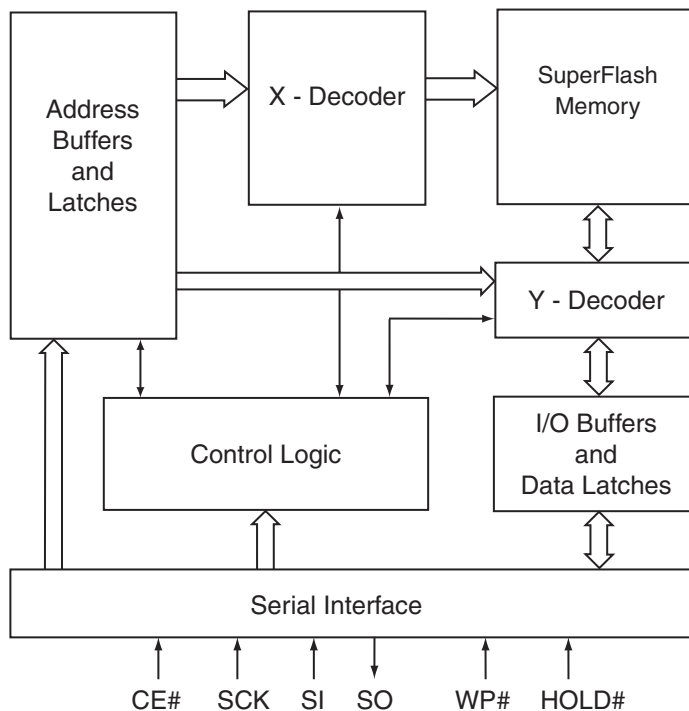 Address
Buffers
and
Latches
X - Decoder
SuperFlash
Memory
Y - Decoder
Control Logic
I/O Buffers
and
Data Latches
Serial Interface
CE# SCK SI SO WP# HOLD#